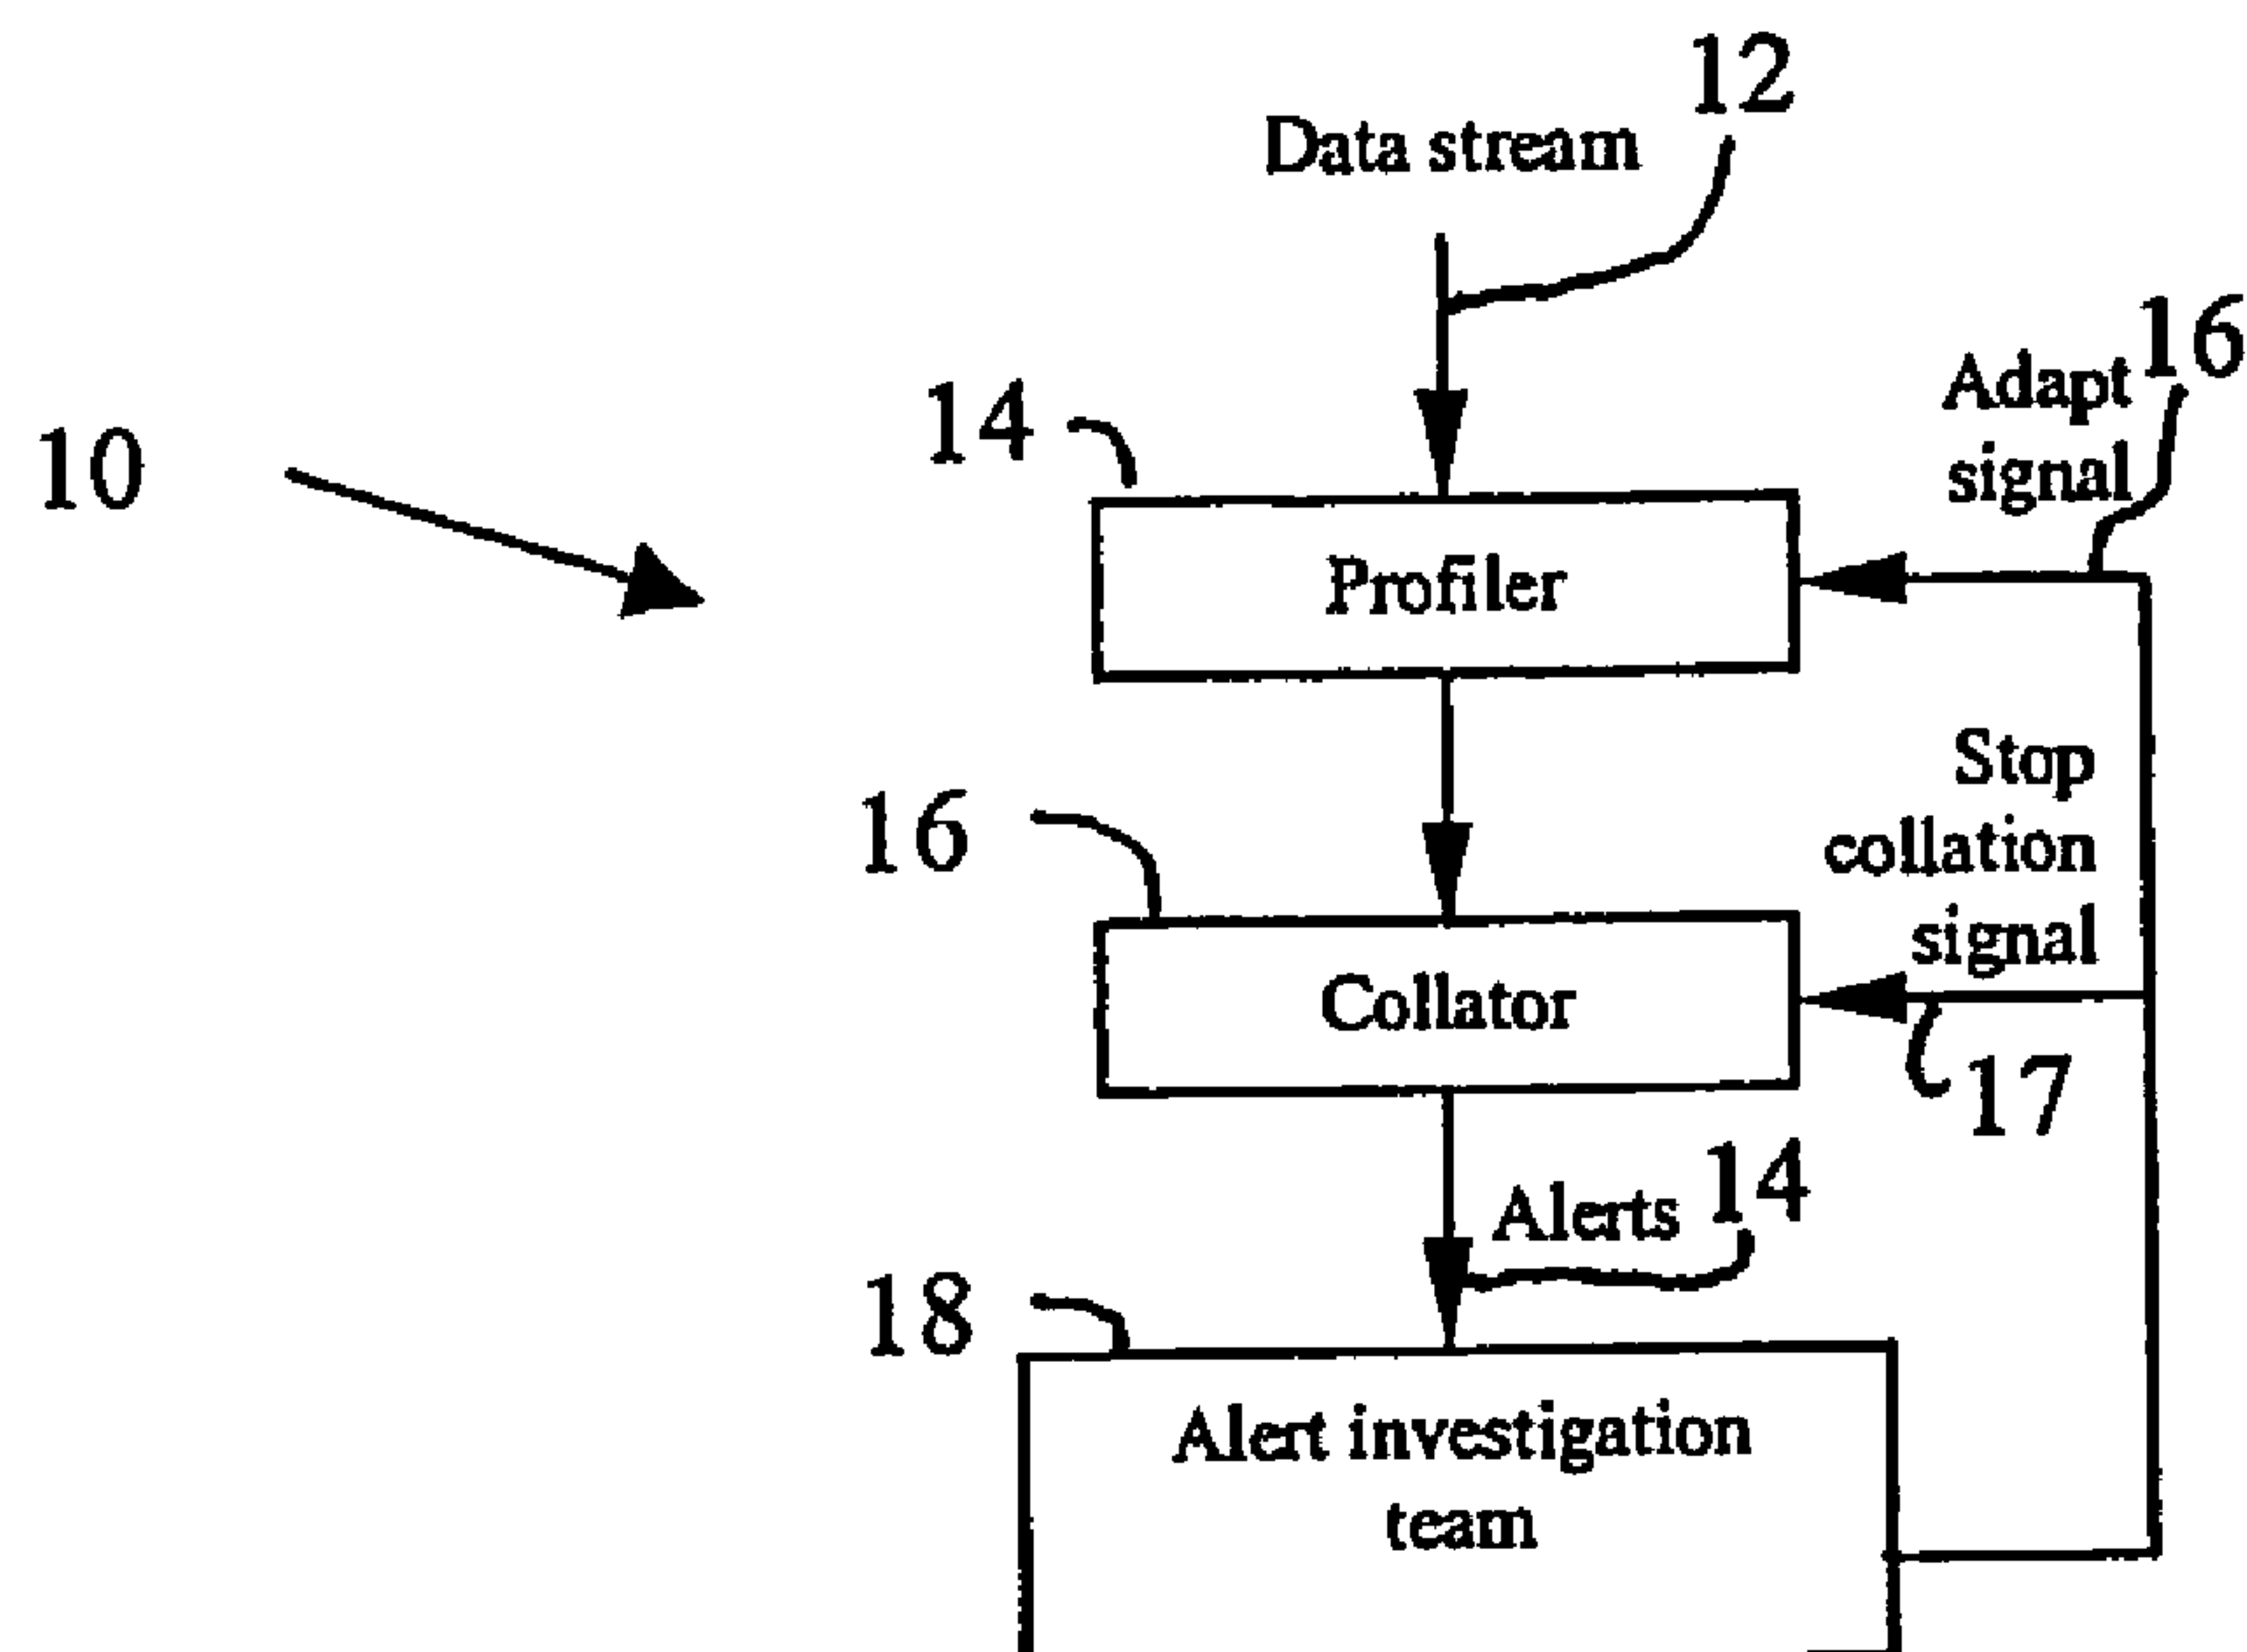 12
Data stream
16
Adapt
signal
14
10
Profiler
Stop
collation
signal
16
Collator
17
14
Alerts
18
Alert investigation
team